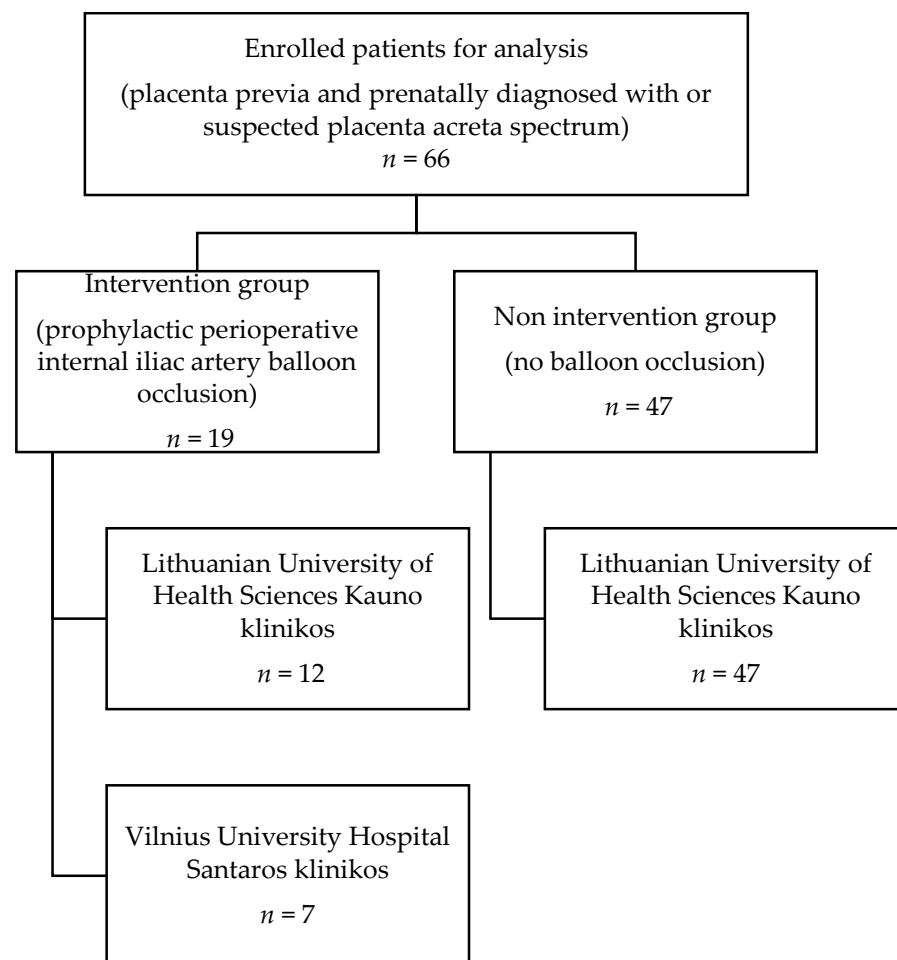 Enrolled patients for analysis
(placenta previa and prenatally diagnosed with or
suspected placenta acreta spectrum)
n = 66
Intervention group
(prophylactic perioperative
internal iliac artery balloon
occlusion)
n = 19
Non intervention group
(no balloon occlusion)
n = 47
Lithuanian University of
Health Sciences Kauno
klinikos
n = 12
Lithuanian University of
Health Sciences Kauno
klinikos
n = 47
Vilnius University Hospital
Santaros klinikos
n = 7